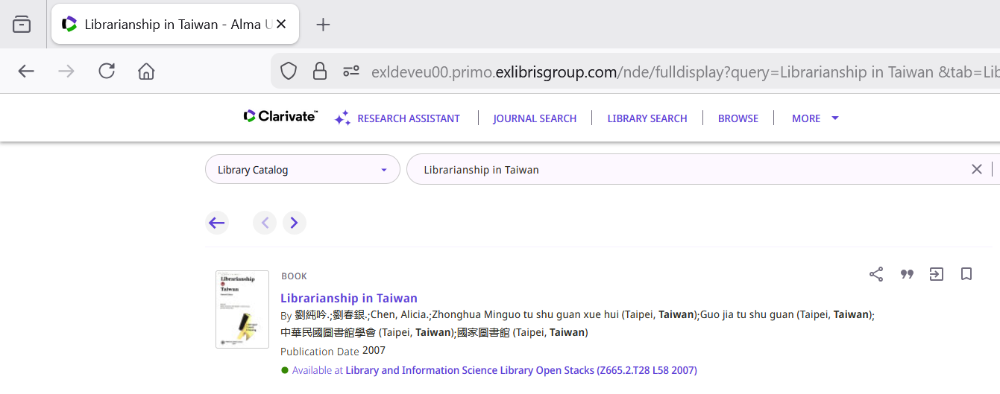 Librarianship in Taiwan - Alma U
exldeveu00.primo.exlibrisgroup.com/nde/fulldisplay?query=Librarianship in Taiwan &tab=Lib
Clarivate™ RESEARCH ASSISTANT JOURNAL SEARCH LIBRARY SEARCH BROWSE MORE
Library Catalog Librarianship in Taiwan
BOOK
Librarianship in Taiwan
Librarianship
Taiwan
By 劉純吟.;劉春銀.;Chen, Alicia.;Zhonghua Minguo tu shu guan xue hui (Taipei, Taiwan);Guo jia tu shu guan (Taipei, Taiwan);
中華民國圖書館學會 (Taipei, Taiwan);國家圖書館 (Taipei, Taiwan)
Publication Date 2007
Available at Library and Information Science Library Open Stacks (Z665.2.T28 L58 2007)